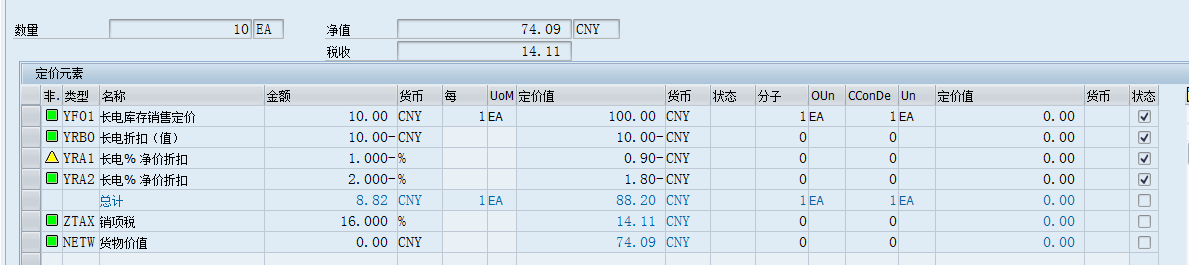 数量 10 EA 净值 74.09 CNY
税收 14.11
定价元素
非. 类型 名称 金额 货币 每 UoM 定价值 货币 状态 分子 OUn CConDe Un 定价值 货币 状态
YF01 长电库存销售定价 10.00 CNY 1 EA 100.00 CNY 1 EA 1 EA 0.00
YRB0 长电折扣（值） 10.00- CNY 10.00- CNY 0 0 0.00
YRA1 长电% 净价折扣 1.000- % 0.90- CNY 0 0 0.00
YRA2 长电% 净价折扣 2.000- % 1.80- CNY 0 0 0.00
总计 8.82 CNY 1 EA 88.20 CNY 1 EA 1 EA 0.00
ZTAX 销项税 16.000 % 14.11 CNY 0 0 0.00
NETW 货物价值 0.00 CNY 74.09 CNY 0 0 0.00